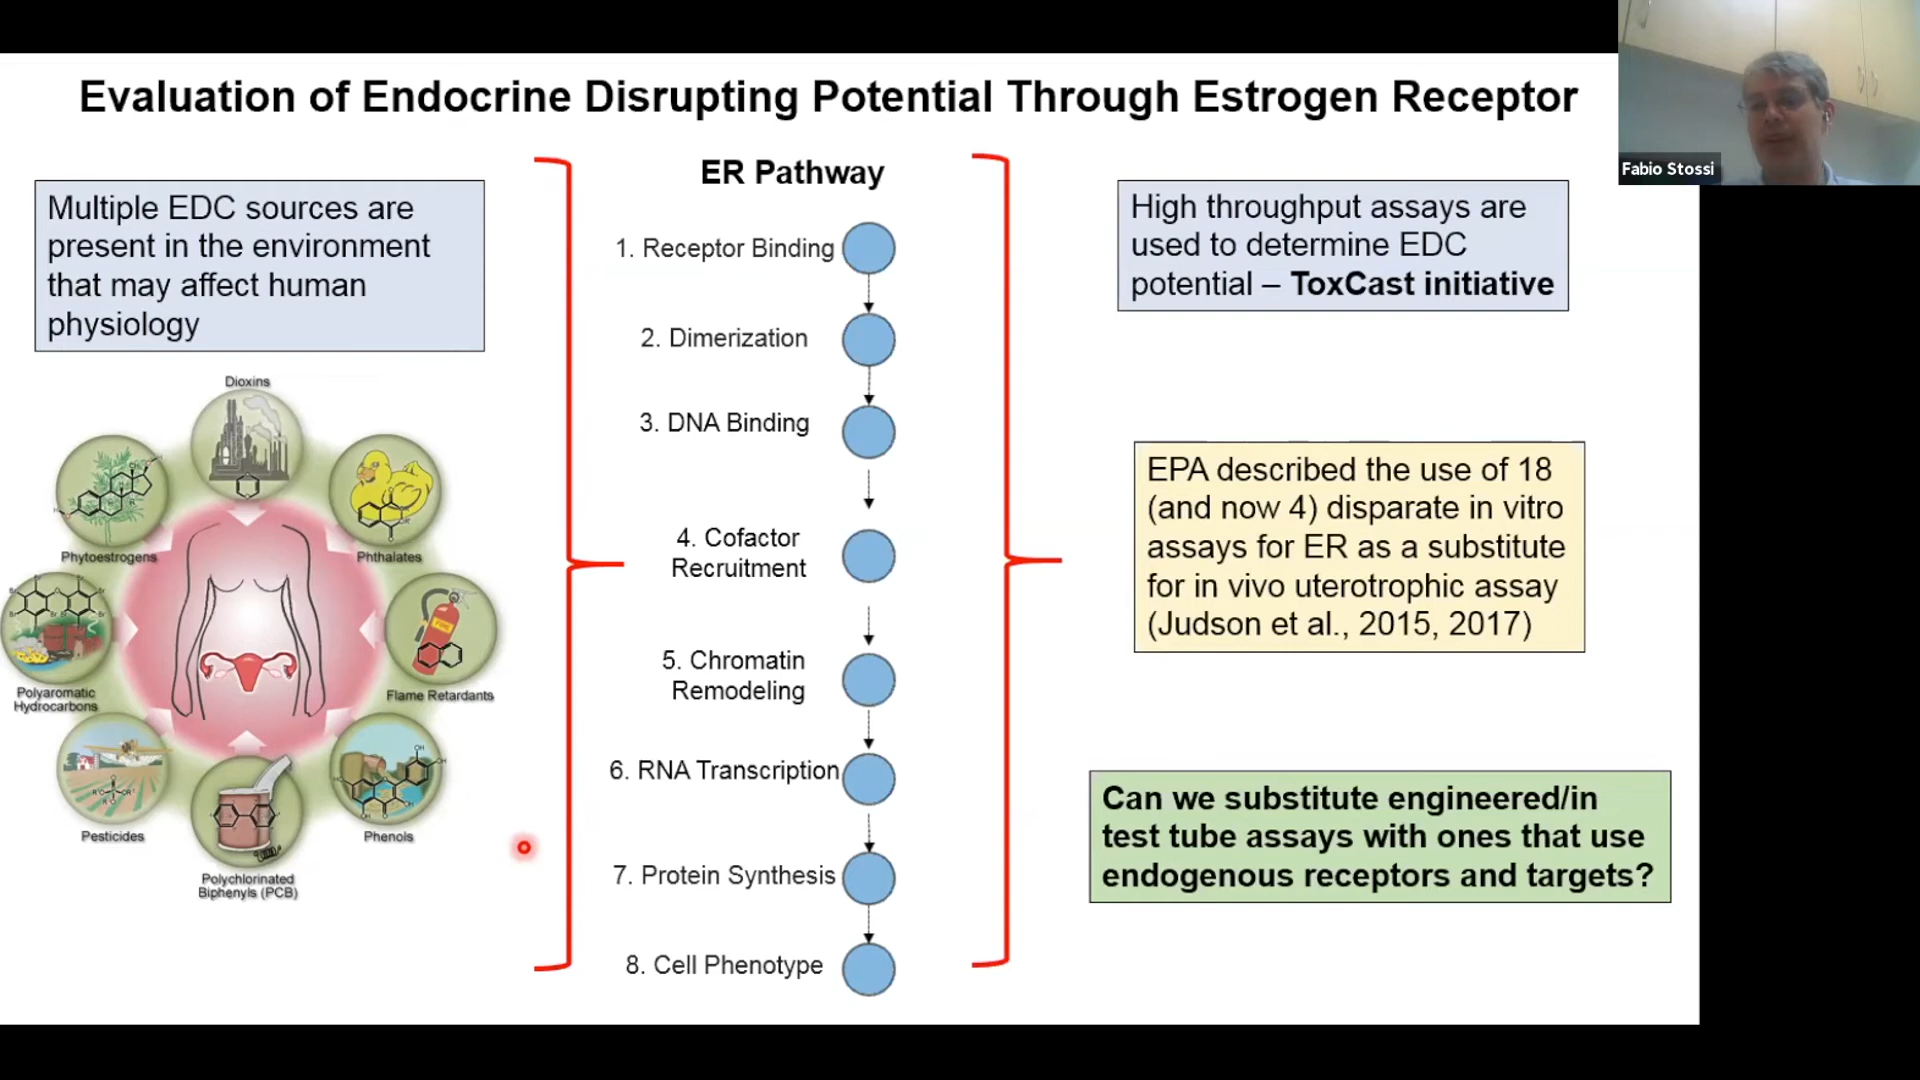 Evaluation of Endocrine Disrupting Potential Through Estrogen Receptor
Fabio Stossi
Multiple EDC sources are
present in the environment
that may affect human
physiology
Dioxins
Phytoestrogens
Phthalates
Polyaromatic
Hydrocarbons
Flame Retardants
Pesticides
Phenols
Polychlorinated
Biphenyls (PCB)
ER Pathway
1. Receptor Binding
2. Dimerization
3. DNA Binding
4. Cofactor
Recruitment
5. Chromatin
Remodeling
6. RNA Transcription
7. Protein Synthesis
8. Cell Phenotype
High throughput assays are
used to determine EDC
potential – ToxCast initiative
EPA described the use of 18
(and now 4) disparate in vitro
assays for ER as a substitute
for in vivo uterotrophic assay
(Judson et al., 2015, 2017)
Can we substitute engineered/in
test tube assays with ones that use
endogenous receptors and targets?